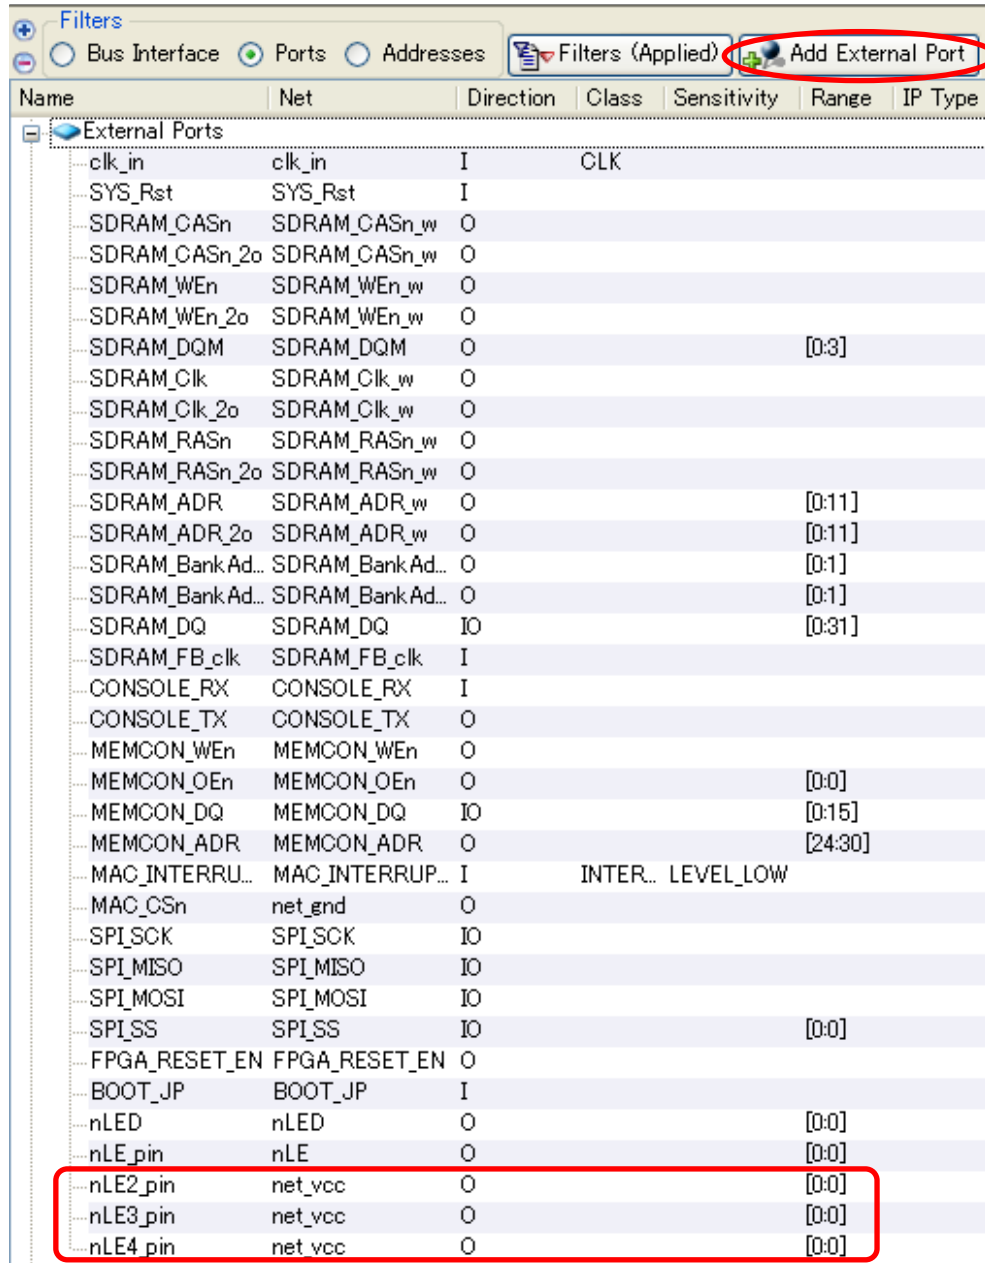 Filters
Bus Interface Ports Addresses Filters (Applied) Add External Port
Name Net Direction Class Sensitivity Range IP Type
External Ports
clk_in clk_in I CLK
SYS_Rst SYS_Rst I
SDRAM_CASn SDRAM_CASn_w O
SDRAM_CASn_2o SDRAM_CASn_w O
SDRAM_WEn SDRAM_WEn_w O
SDRAM_WEn_2o SDRAM_WEn_w O
SDRAM_DQM SDRAM_DQM O [0:3]
SDRAM_Clk SDRAM_Clk_w O
SDRAM_Clk_2o SDRAM_Clk_w O
SDRAM_RASn SDRAM_RASn_w O
SDRAM_RASn_2o SDRAM_RASn_w O
SDRAM_ADR SDRAM_ADR_w O [0:11]
SDRAM_ADR_2o SDRAM_ADR_w O [0:11]
SDRAM_BankAd... SDRAM_BankAd... O [0:1]
SDRAM_BankAd... SDRAM_BankAd... O [0:1]
SDRAM_DQ SDRAM_DQ IO [0:31]
SDRAM_FB_clk SDRAM_FB_clk I
CONSOLE_RX CONSOLE_RX I
CONSOLE_TX CONSOLE_TX O
MEMCON_WEn MEMCON_WEn O
MEMCON_OEn MEMCON_OEn O [0:0]
MEMCON_DQ MEMCON_DQ IO [0:15]
MEMCON_ADR MEMCON_ADR O [24:30]
MAC_INTERRU... MAC_INTERRUP... I INTER... LEVEL_LOW
MAC_CSn net_gnd O
SPI_SCK SPI_SCK IO
SPI_MISO SPI_MISO IO
SPI_MOSI SPI_MOSI IO
SPI_SS SPI_SS IO [0:0]
FPGA_RESET_EN FPGA_RESET_EN O
BOOT_JP BOOT_JP I
nLED nLED O [0:0]
nLE_pin nLE O [0:0]
nLE2_pin net_vcc O [0:0]
nLE3_pin net_vcc O [0:0]
nLE4_pin net_vcc O [0:0]